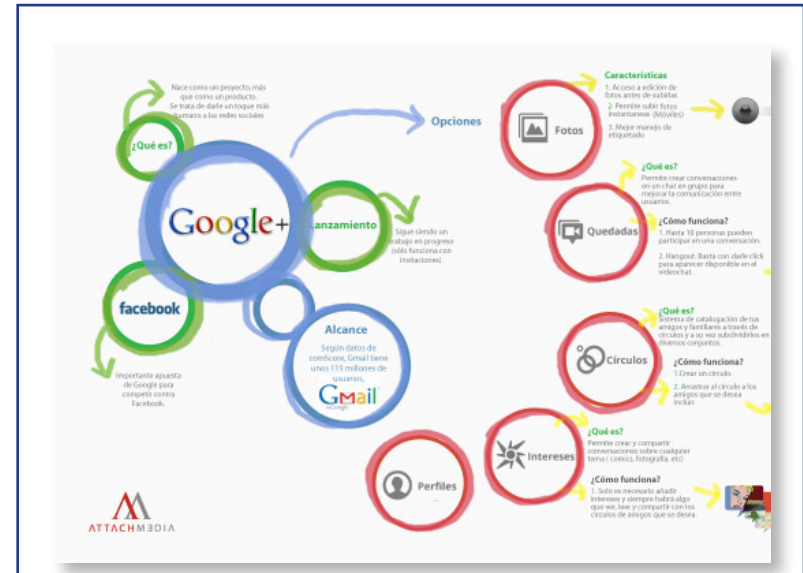 Nace como un proyecto, más
que como un producto.
Se trata de darle un toque más
humano a las redes sociales
¿Qué es?
Google+
Lanzamiento
Sigue siendo un
trabajo en progreso
(sólo funciona con
invitaciones).
facebook
Importante apuesta
de Google para
competir contra
Facebook.
Alcance
Según datos de
comScore, Gmail tiene
unos 115 millones de
usuarios,
GMail
by Google
ATTACHMEDIA
Opciones
Fotos
Características
1. Acceso a edición de
fotos antes de subirlas
2. Permite subir fotos
instantaneas (Móviles)
3. Mejor manejo de
etiquetado
Quedadas
¿Qué es?
Permite crear conversaciones
en un chat en grupo para
mejorar la comunicación entre
usuarios.
¿Cómo funciona?
1. Hasta 10 personas pueden
participar en una conversación.
2. Hangout. Basta con darle click
para aparecer disponible en el
videochat.
Círculos
¿Qué es?
Sistema de catalogación de tus
amigos y familiares a través de
círculos y a su vez subdividirlos en
diversos conjuntos.
¿Cómo funciona?
1.Crear un círculo.
2. Arrastrar al círculo a los
amigos que se desea
incluir.
Intereses
¿Qué es?
Permite crear y compartir
conversaciones sobre cualquier
tema ( comics, fotografía, etc)
¿Cómo funciona?
1. Solo es necesario añadir
intereses y siempre habrá algo
que ver, leer y compartir con los
círculos de amigos que se desea.
Perfiles